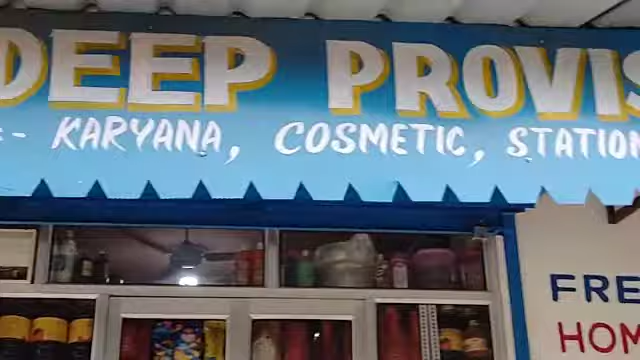 DEEP PROVIS
:- KARYANA, COSMETIC, STATION
FRE
HOM